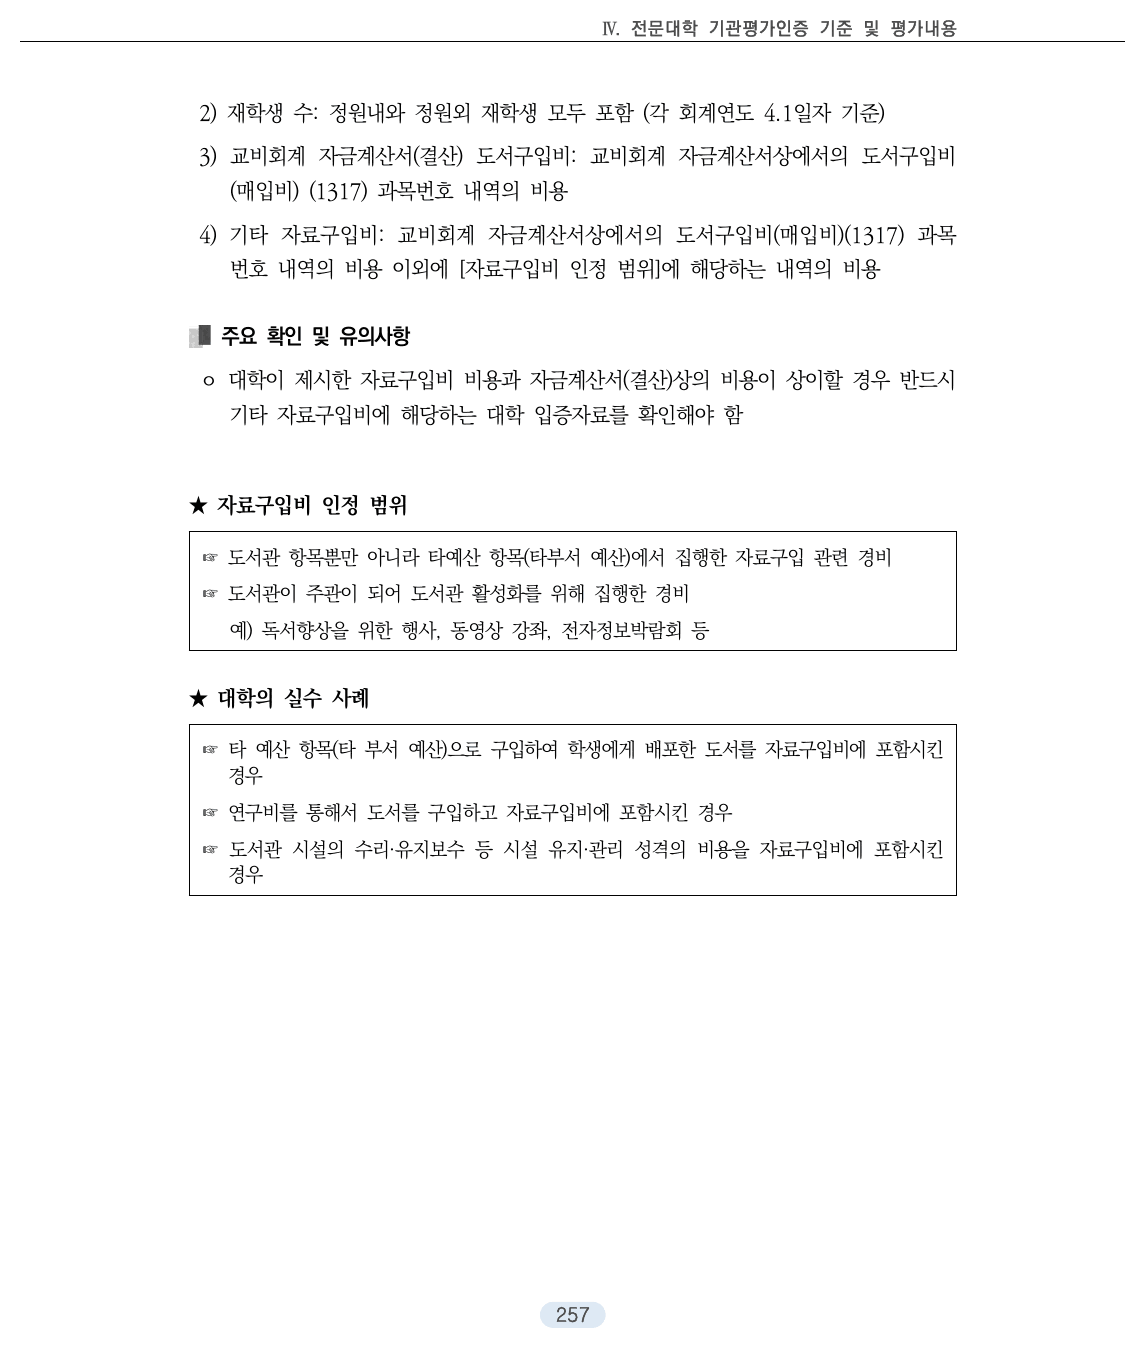 Ⅳ. 전문대학 기관평가인증 기준 및 평가내용
2) 재학생 수: 정원내와 정원외 재학생 모두 포함 (각 회계연도 4.1일자 기준)
3) 교비회계 자금계산서(결산) 도서구입비: 교비회계 자금계산서상에서의 도서구입비
(매입비) (1317) 과목번호 내역의 비용
4) 기타 자료구입비: 교비회계 자금계산서상에서의 도서구입비(매입비)(1317) 과목
번호 내역의 비용 이외에 [자료구입비 인정 범위]에 해당하는 내역의 비용
주요 확인 및 유의사항
ㅇ 대학이 제시한 자료구입비 비용과 자금계산서(결산)상의 비용이 상이할 경우 반드시
기타 자료구입비에 해당하는 대학 입증자료를 확인해야 함
★ 자료구입비 인정 범위
☞ 도서관 항목뿐만 아니라 타예산 항목(타부서 예산)에서 집행한 자료구입 관련 경비
☞ 도서관이 주관이 되어 도서관 활성화를 위해 집행한 경비
예) 독서향상을 위한 행사, 동영상 강좌, 전자정보박람회 등
★ 대학의 실수 사례
☞ 타 예산 항목(타 부서 예산)으로 구입하여 학생에게 배포한 도서를 자료구입비에 포함시킨
경우
☞ 연구비를 통해서 도서를 구입하고 자료구입비에 포함시킨 경우
☞ 도서관 시설의 수리·유지보수 등 시설 유지·관리 성격의 비용을 자료구입비에 포함시킨
경우
257